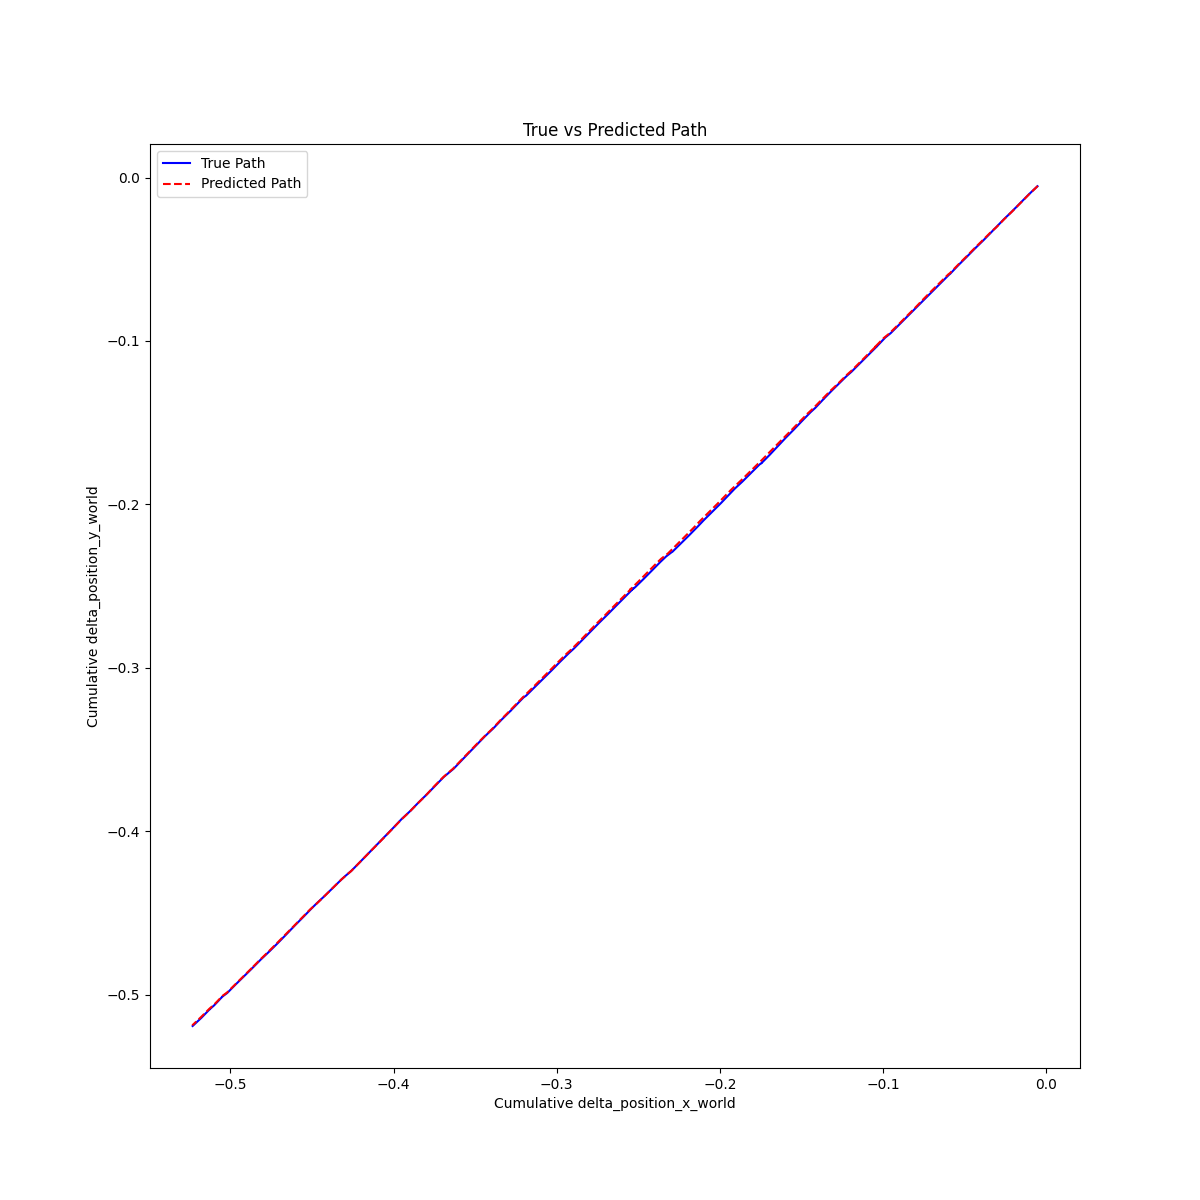 True vs Predicted Path
True Path
Predicted Path
0.0
−0.1
−0.2
−0.3
−0.4
−0.5
Cumulative delta_position_y_world
−0.5
−0.4
−0.3
−0.2
−0.1
0.0
Cumulative delta_position_x_world